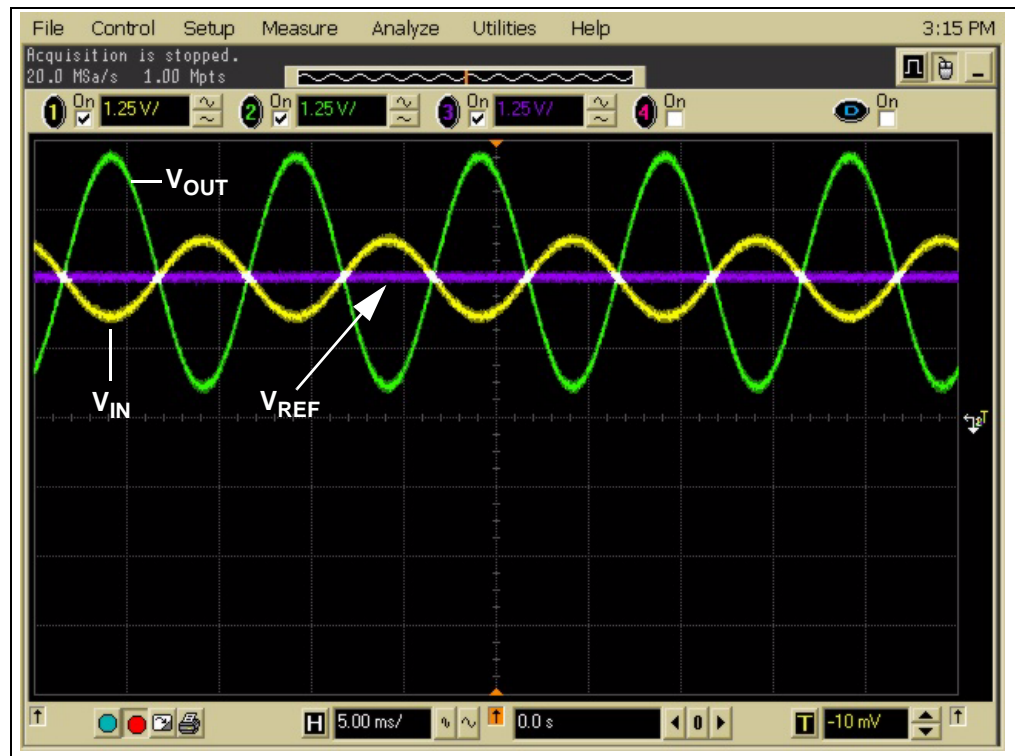 File Control Setup Measure Analyze Utilities Help 3:15 PM
Acquisition is stopped.
20.0 MSa/s 1.00 Mpts
1 On 1.25 V/ 2 On 1.25 V/ 3 On 1.25 V/ 4 On D On
VOUT
VIN
VREF
T
H 5.00 ms/ 0.0 s 0 T -10 mV